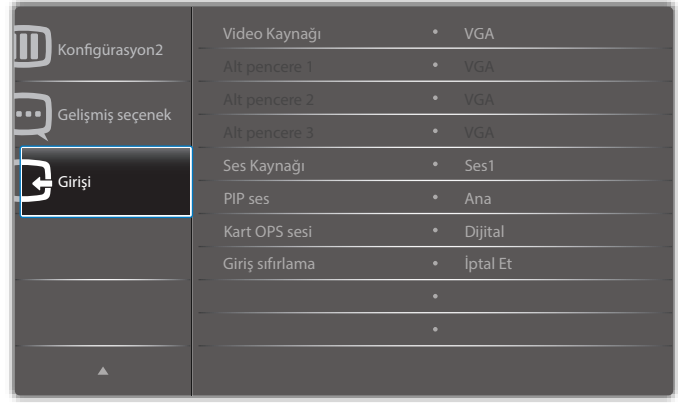 Konfigürasyon2
Gelişmiş seçenek
Girişi
Video Kaynağı • VGA
Alt pencere 1 • VGA
Alt pencere 2 • VGA
Alt pencere 3 • VGA
Ses Kaynağı • Ses1
PIP ses • Ana
Kart OPS sesi • Dijital
Giriş sıfırlama • İptal Et
•
•